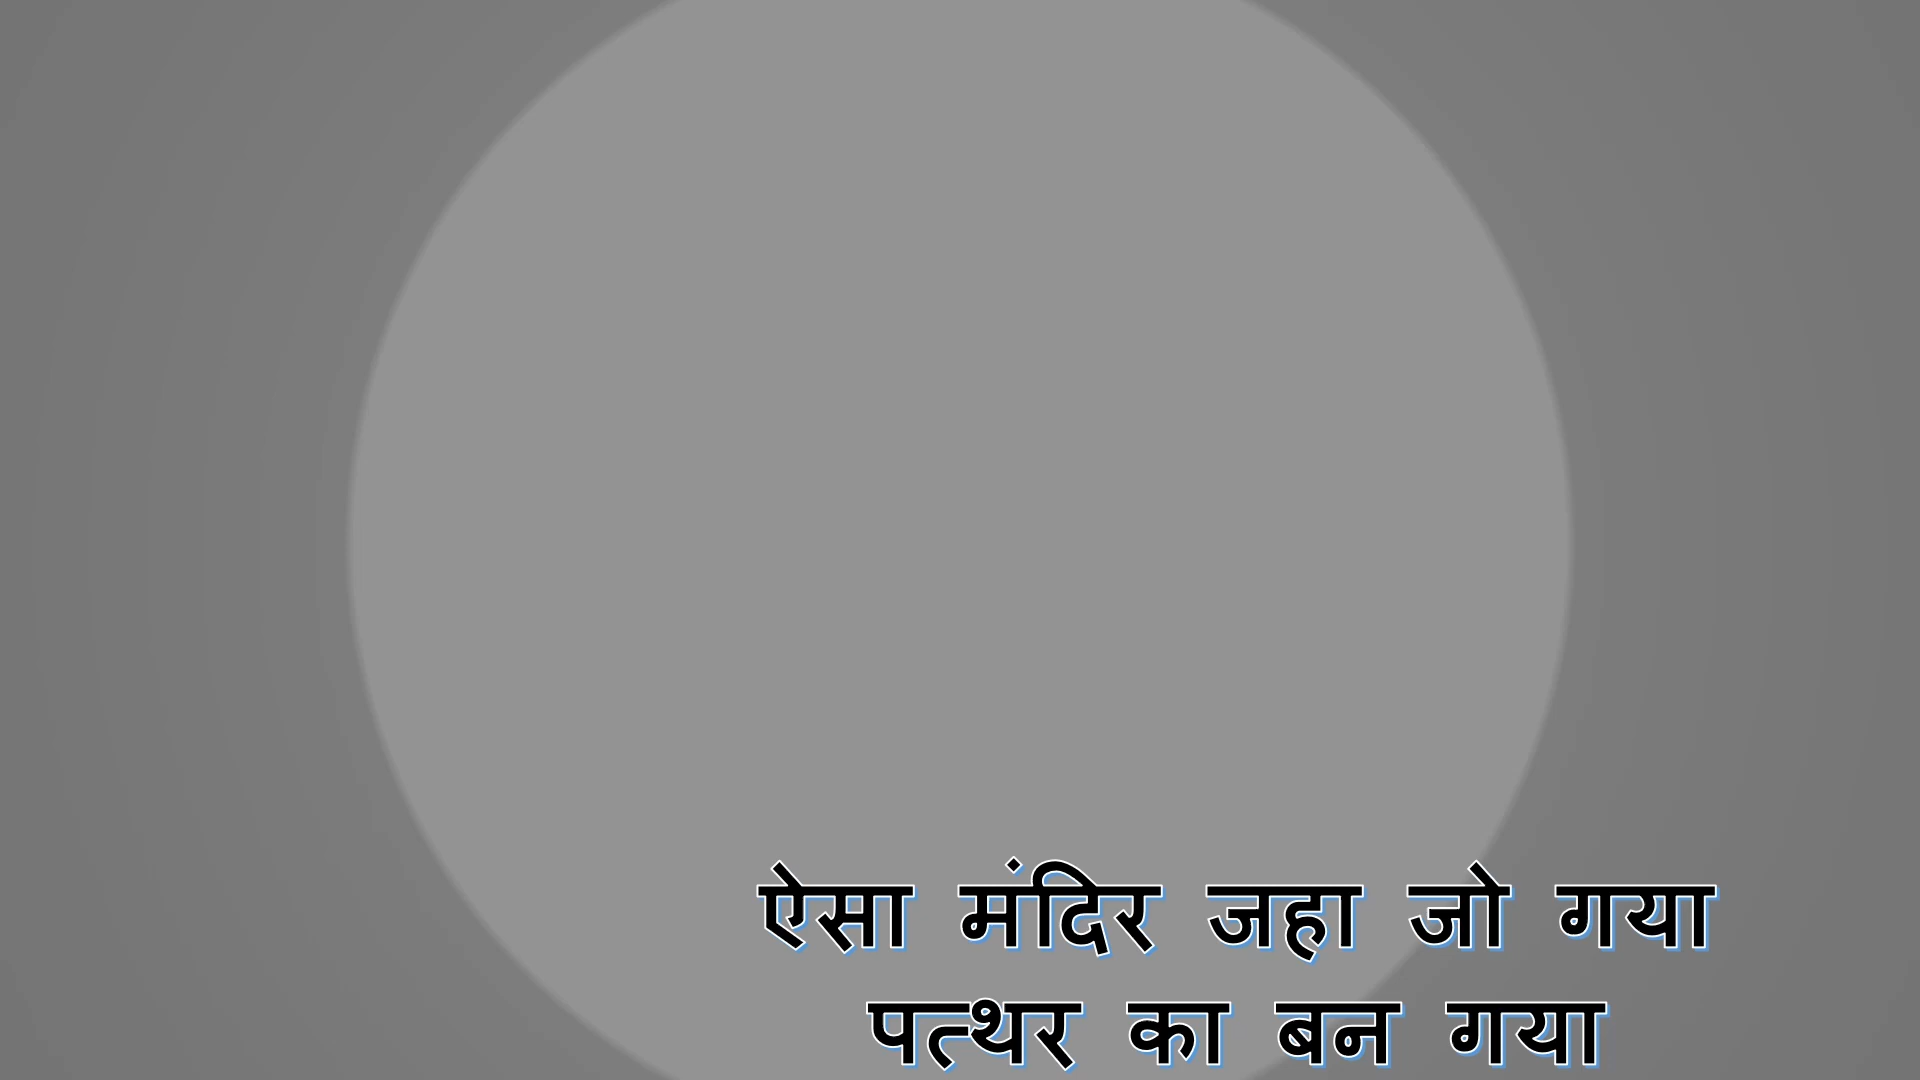 ऐसा मंदिर जहा जो गया
पत्थर का बन गया